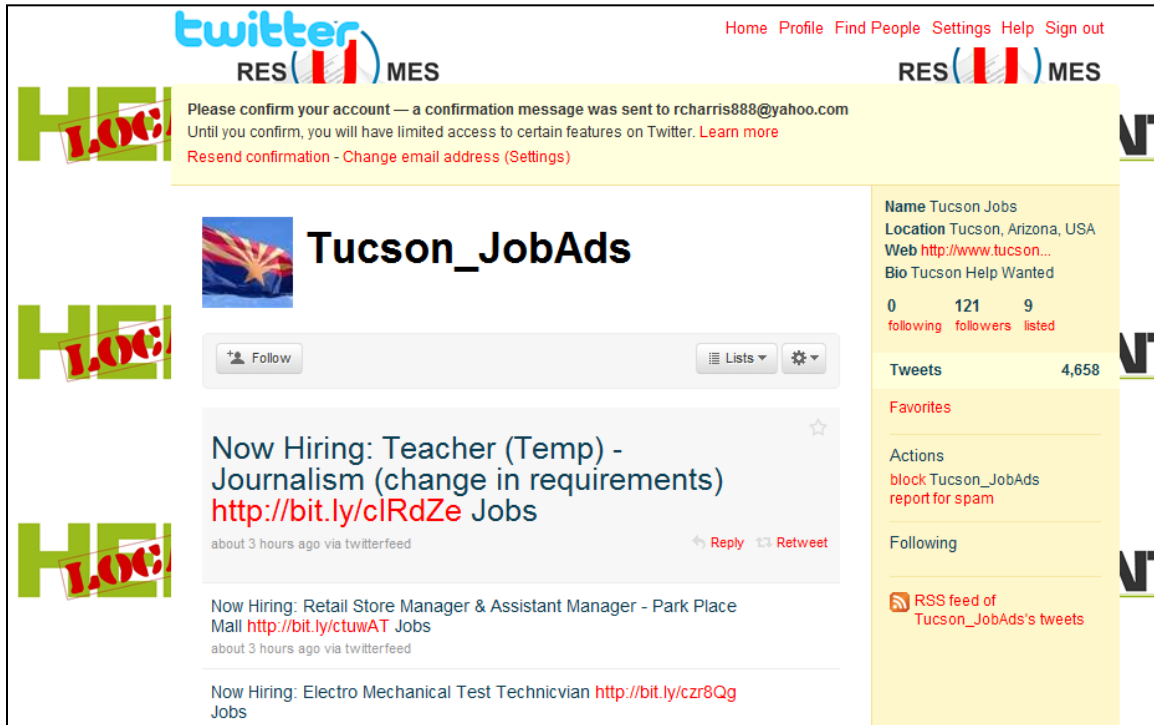 twitter
Home Profile Find People Settings Help Sign out
RES(U)MES
RES(U)MES
Please confirm your account — a confirmation message was sent to rcharris888@yahoo.com
Until you confirm, you will have limited access to certain features on Twitter. Learn more
Resend confirmation - Change email address (Settings)
Tucson_JobAds
Follow
Lists
Now Hiring: Teacher (Temp) -
Journalism (change in requirements)
http://bit.ly/clRdZe Jobs
about 3 hours ago via twitterfeed
Reply Retweet
Now Hiring: Retail Store Manager & Assistant Manager - Park Place
Mall http://bit.ly/ctuwAT Jobs
about 3 hours ago via twitterfeed
Now Hiring: Electro Mechanical Test Technicvian http://bit.ly/czr8Qg
Jobs
Name Tucson Jobs
Location Tucson, Arizona, USA
Web http://www.tucson...
Bio Tucson Help Wanted
0 121 9
following followers listed
Tweets 4,658
Favorites
Actions
block Tucson_JobAds
report for spam
Following
RSS feed of
Tucson_JobAds's tweets